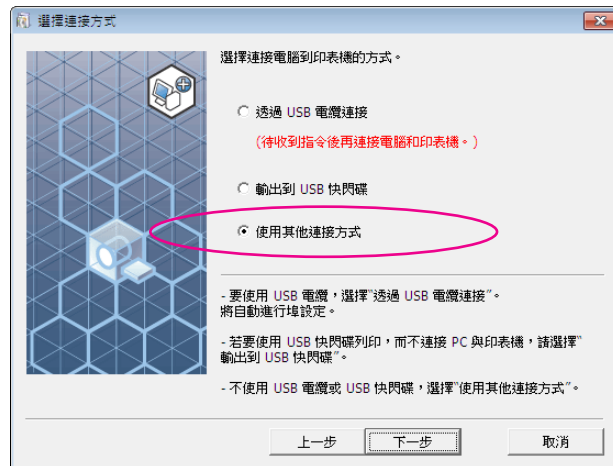 選擇連接方式
選擇連接電腦到印表機的方式。
透過 USB 電纜連接
(待收到指令後再連接電腦和印表機。)
輸出到 USB 快閃碟
使用其他連接方式
- 要使用 USB 電纜，選擇"透過 USB 電纜連接"。
將自動進行埠設定。
- 若要使用 USB 快閃碟列印，而不連接 PC 與印表機，請選擇"
輸出到 USB 快閃碟"。
- 不使用 USB 電纜或 USB 快閃碟，選擇"使用其他連接方式"。
上一步
下一步
取消